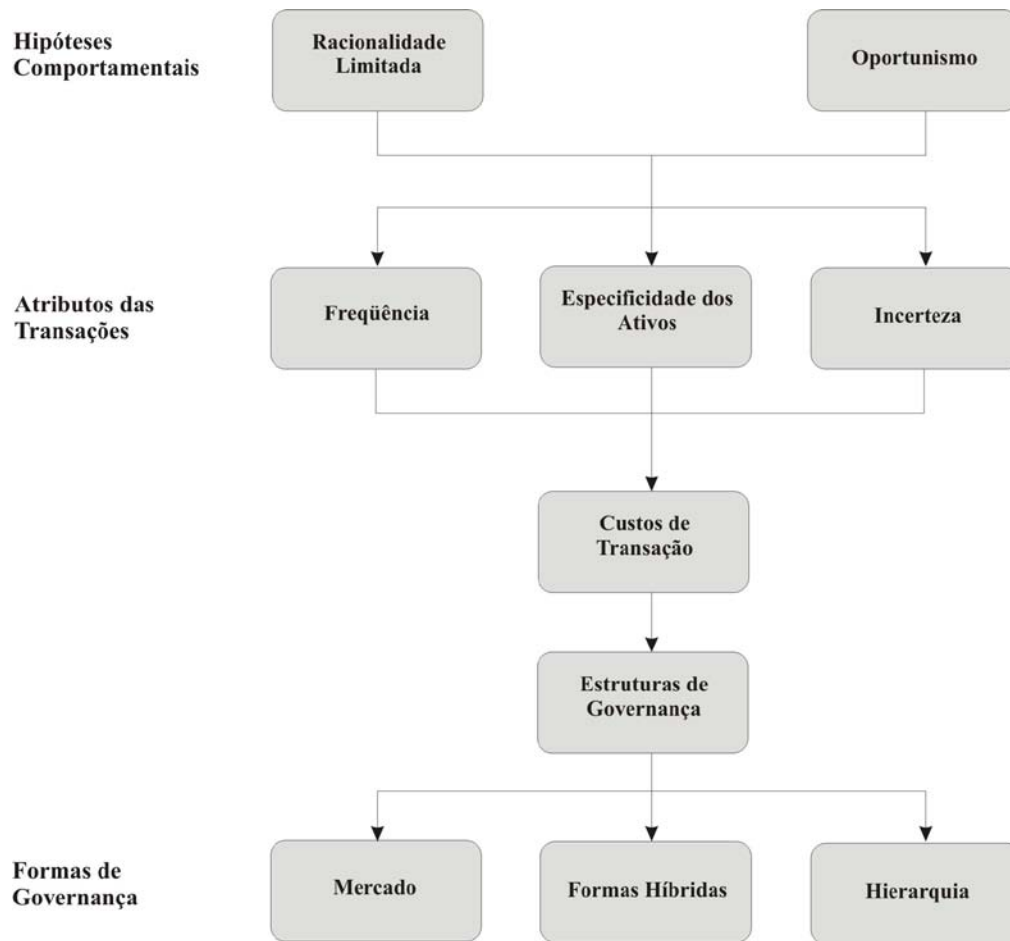 Hipóteses
Comportamentais
Racionalidade
Limitada
Oportunismo
Atributos das
Transações
Freqüência
Especificidade dos
Ativos
Incerteza
Custos de
Transação
Estruturas de
Governança
Formas de
Governança
Mercado
Formas Híbridas
Hierarquia